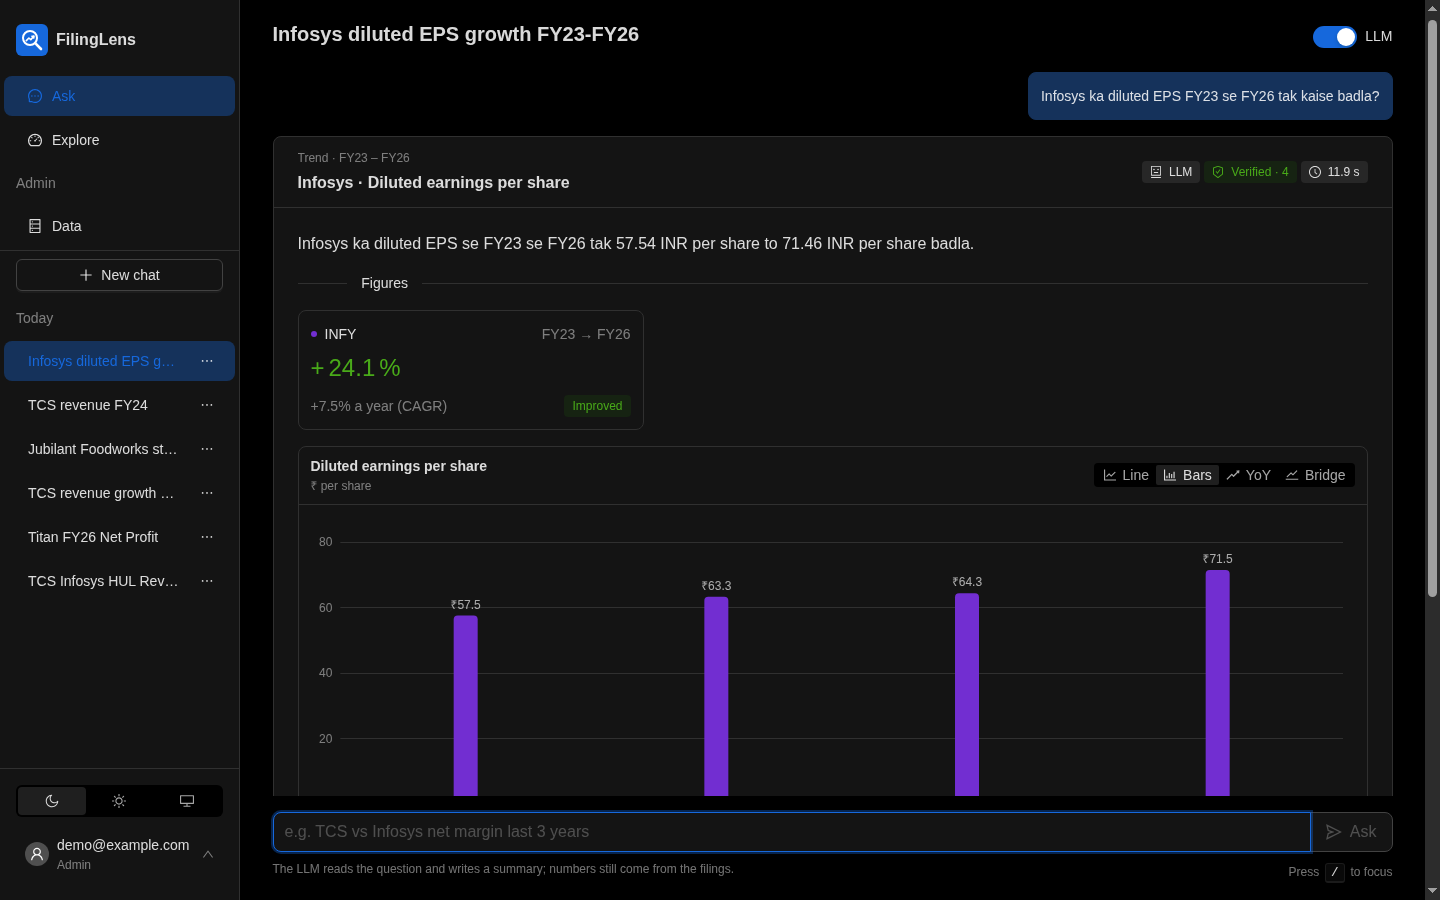 FilingLens
Ask
Explore
Admin
Data
New chat
Today
Infosys diluted EPS g...
TCS revenue FY24
Jubilant Foodworks st...
TCS revenue growth ...
Titan FY26 Net Profit
TCS Infosys HUL Rev...
demo@example.com
Admin
Infosys diluted EPS growth FY23-FY26
LLM
Infosys ka diluted EPS FY23 se FY26 tak kaise badla?
Trend · FY23 – FY26
Infosys · Diluted earnings per share
LLM
Verified · 4
11.9 s
Infosys ka diluted EPS se FY23 se FY26 tak 57.54 INR per share to 71.46 INR per share badla.
Figures
INFY
FY23 → FY26
+ 24.1 %
+7.5% a year (CAGR)
Improved
Diluted earnings per share
₹ per share
Line
Bars
YoY
Bridge
80
60
40
20
₹57.5
₹63.3
₹64.3
₹71.5
e.g. TCS vs Infosys net margin last 3 years
Ask
The LLM reads the question and writes a summary; numbers still come from the filings.
Press / to focus